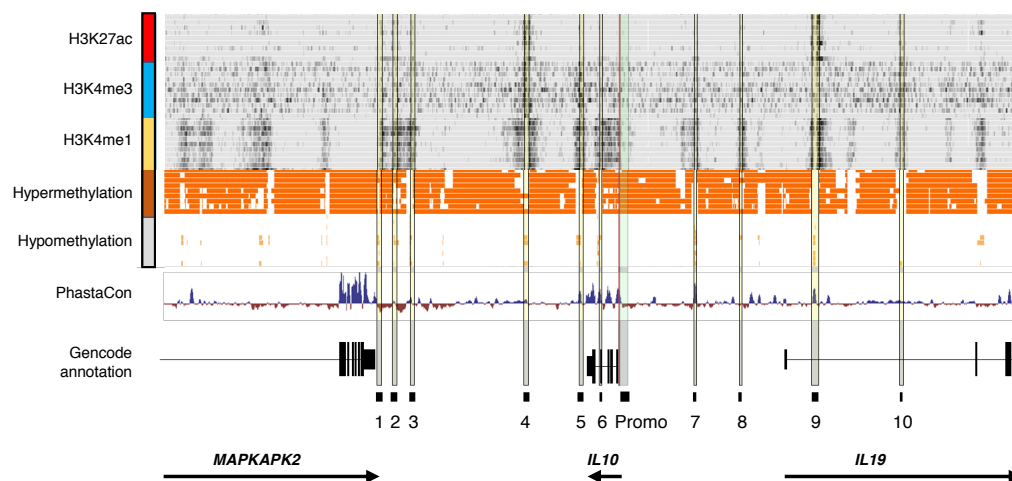 H3K27ac
H3K4me3
H3K4me1
Hypermethylation
Hypomethylation
PhastaCon
Gencode
annotation
1 2 3 4 5 6 Promo 7 8 9 10
MAPKAPK2 IL10 IL19